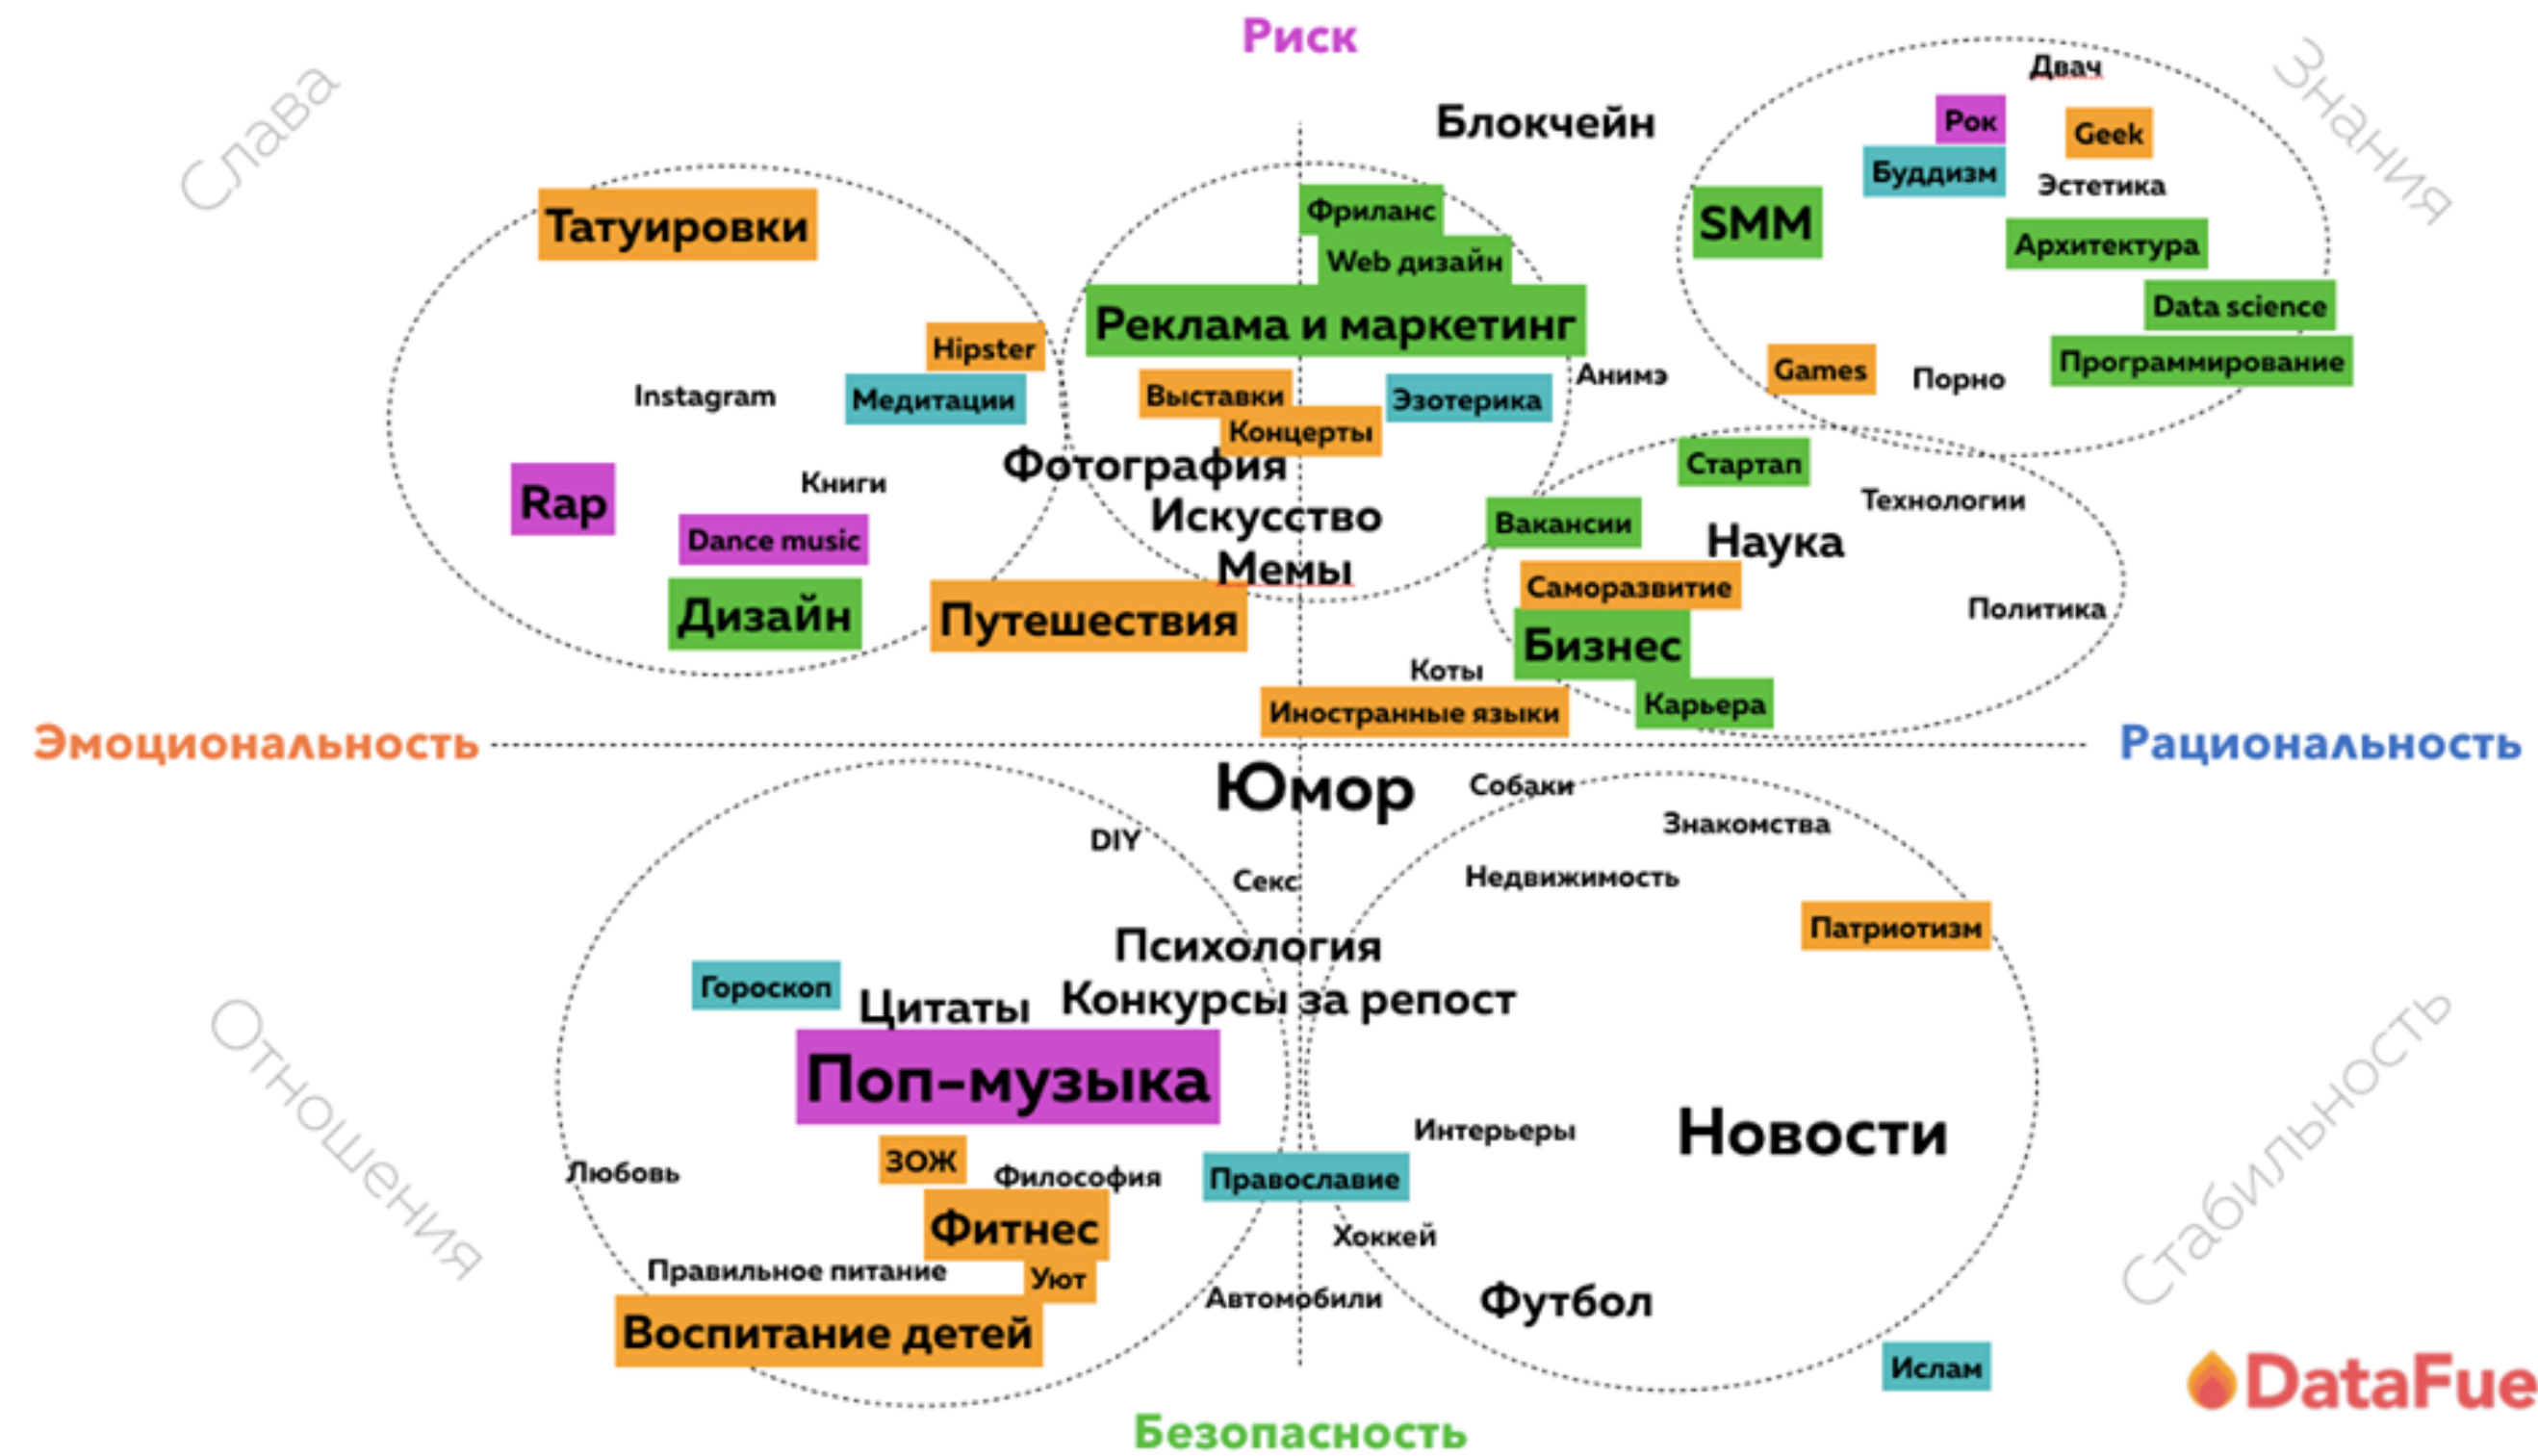 Риск
Слава
Знания
Двач
Блокчейн
Рок
Geek
Буддизм
Эстетика
Татуировки
Фриланс
SMM
Архитектура
Web дизайн
Реклама и маркетинг
Data science
Hipster
Программирование
Instagram
Медитации
Выставки
Эзотерика
Анимэ
Games
Порно
Концерты
Фотография
Стартап
Rap
Книги
Искусство
Вакансии
Технологии
Dance music
Наука
Мемы
Саморазвитие
Дизайн
Путешествия
Политика
Бизнес
Коты
Иностранные языки
Карьера
Эмоциональность
Рациональность
Юмор
Собаки
DIY
Знакомства
Секс
Недвижимость
Патриотизм
Психология
Гороскоп
Цитаты
Конкурсы за репост
Поп-музыка
Отношения
Стабильность
Интерьеры
Новости
Любовь
ЗОЖ
Философия
Православие
Фитнес
Хоккей
Правильное питание
Уют
Автомобили
Футбол
Воспитание детей
Ислам
DataFue
Безопасность